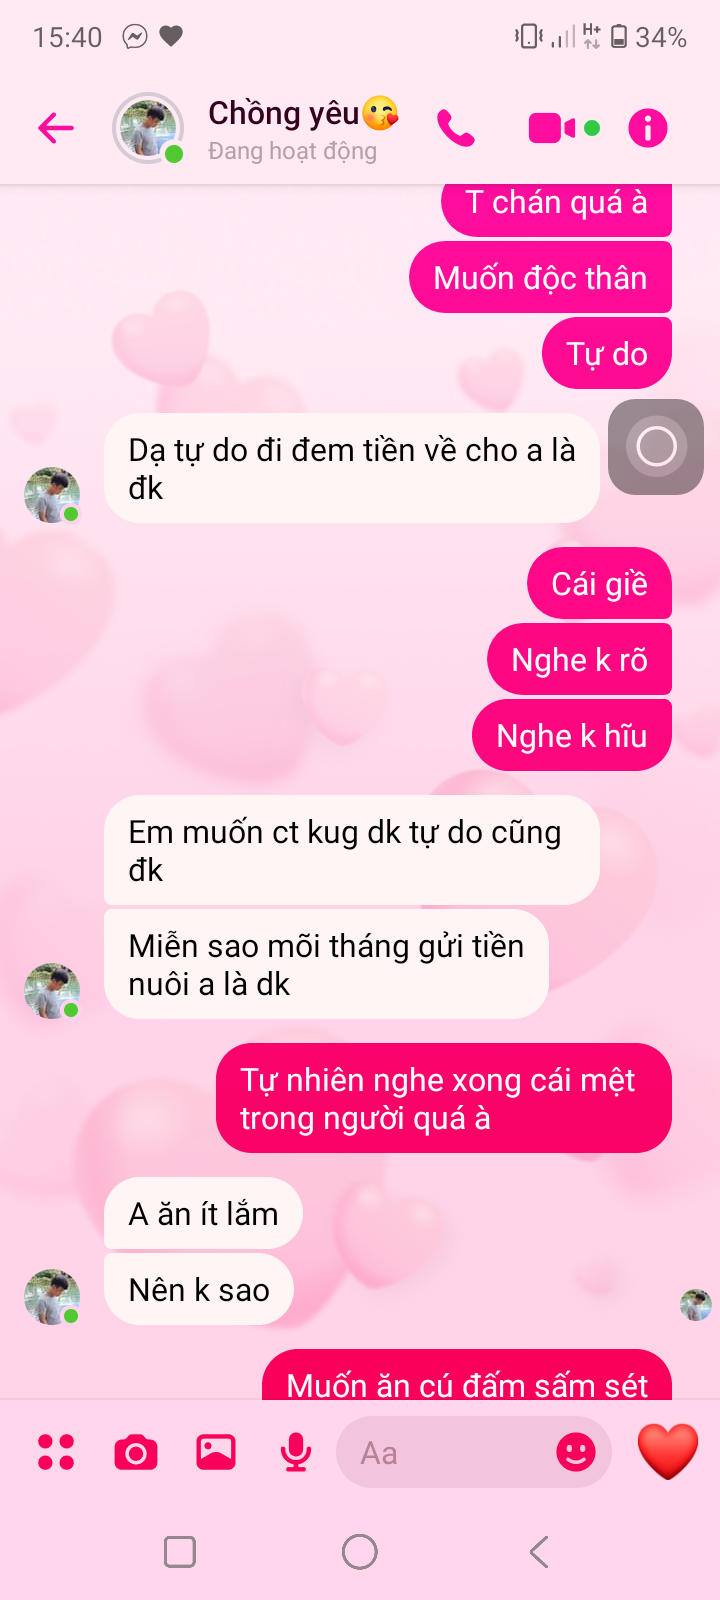 15:40
H+
34%
Chồng yêu😘
Đang hoạt động
T chán quá à
Muốn độc thân
Tự do
Dạ tự do đi đem tiền về cho a là
đk
Cái giề
Nghe k rõ
Nghe k hĩu
Em muốn ct kug dk tự do cũng
đk
Miễn sao mõi tháng gửi tiền
nuôi a là dk
Tự nhiên nghe xong cái mệt
trong người quá à
A ăn ít lắm
Nên k sao
Muốn ăn cú đấm sấm sét
Aa